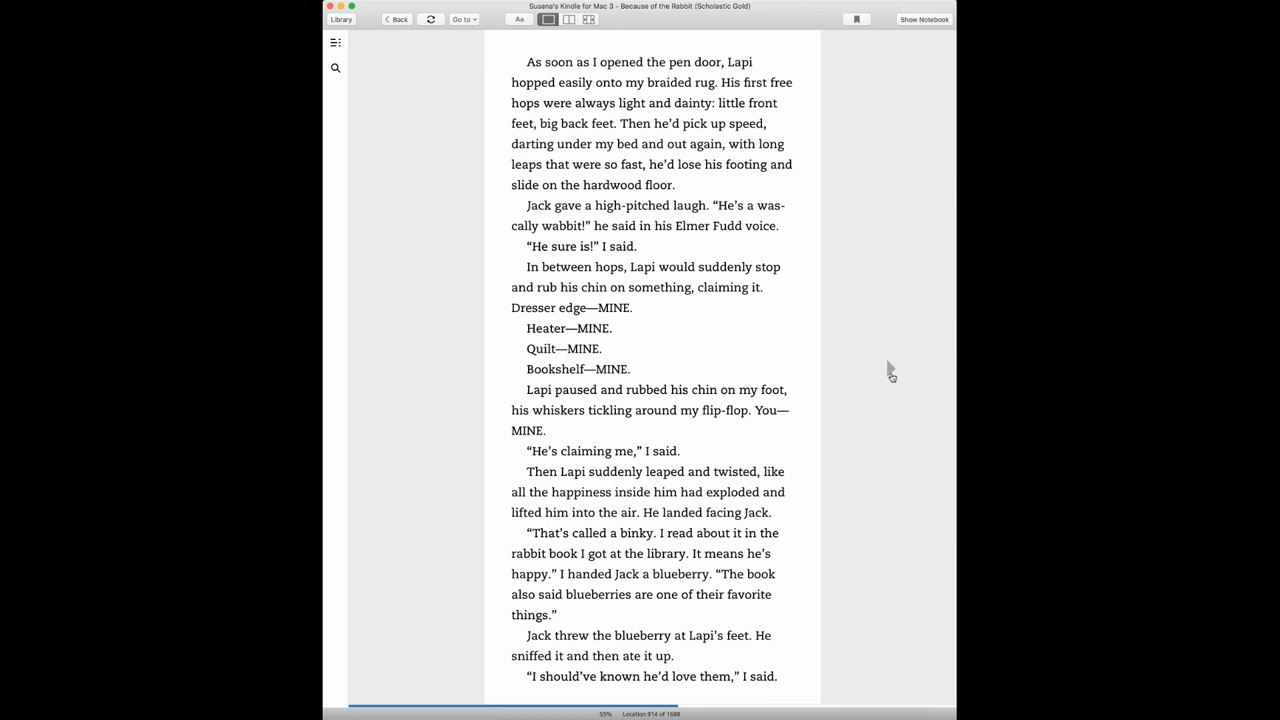 Susana's Kindle for Mac 3 - Because of the Rabbit (Scholastic Gold)
Library
Back
Go to
Aa
Show Notebook
As soon as I opened the pen door, Lapi
hopped easily onto my braided rug. His first free
hops were always light and dainty: little front
feet, big back feet. Then he’d pick up speed,
darting under my bed and out again, with long
leaps that were so fast, he’d lose his footing and
slide on the hardwood floor.
Jack gave a high-pitched laugh. “He’s a was-
cally wabbit!” he said in his Elmer Fudd voice.
“He sure is!” I said.
In between hops, Lapi would suddenly stop
and rub his chin on something, claiming it.
Dresser edge—MINE.
Heater—MINE.
Quilt—MINE.
Bookshelf—MINE.
Lapi paused and rubbed his chin on my foot,
his whiskers tickling around my flip-flop. You—
MINE.
“He’s claiming me,” I said.
Then Lapi suddenly leaped and twisted, like
all the happiness inside him had exploded and
lifted him into the air. He landed facing Jack.
“That’s called a binky. I read about it in the
rabbit book I got at the library. It means he’s
happy.” I handed Jack a blueberry. “The book
also said blueberries are one of their favorite
things.”
Jack threw the blueberry at Lapi’s feet. He
sniffed it and then ate it up.
“I should’ve known he’d love them,” I said.
55% Location 914 of 1688